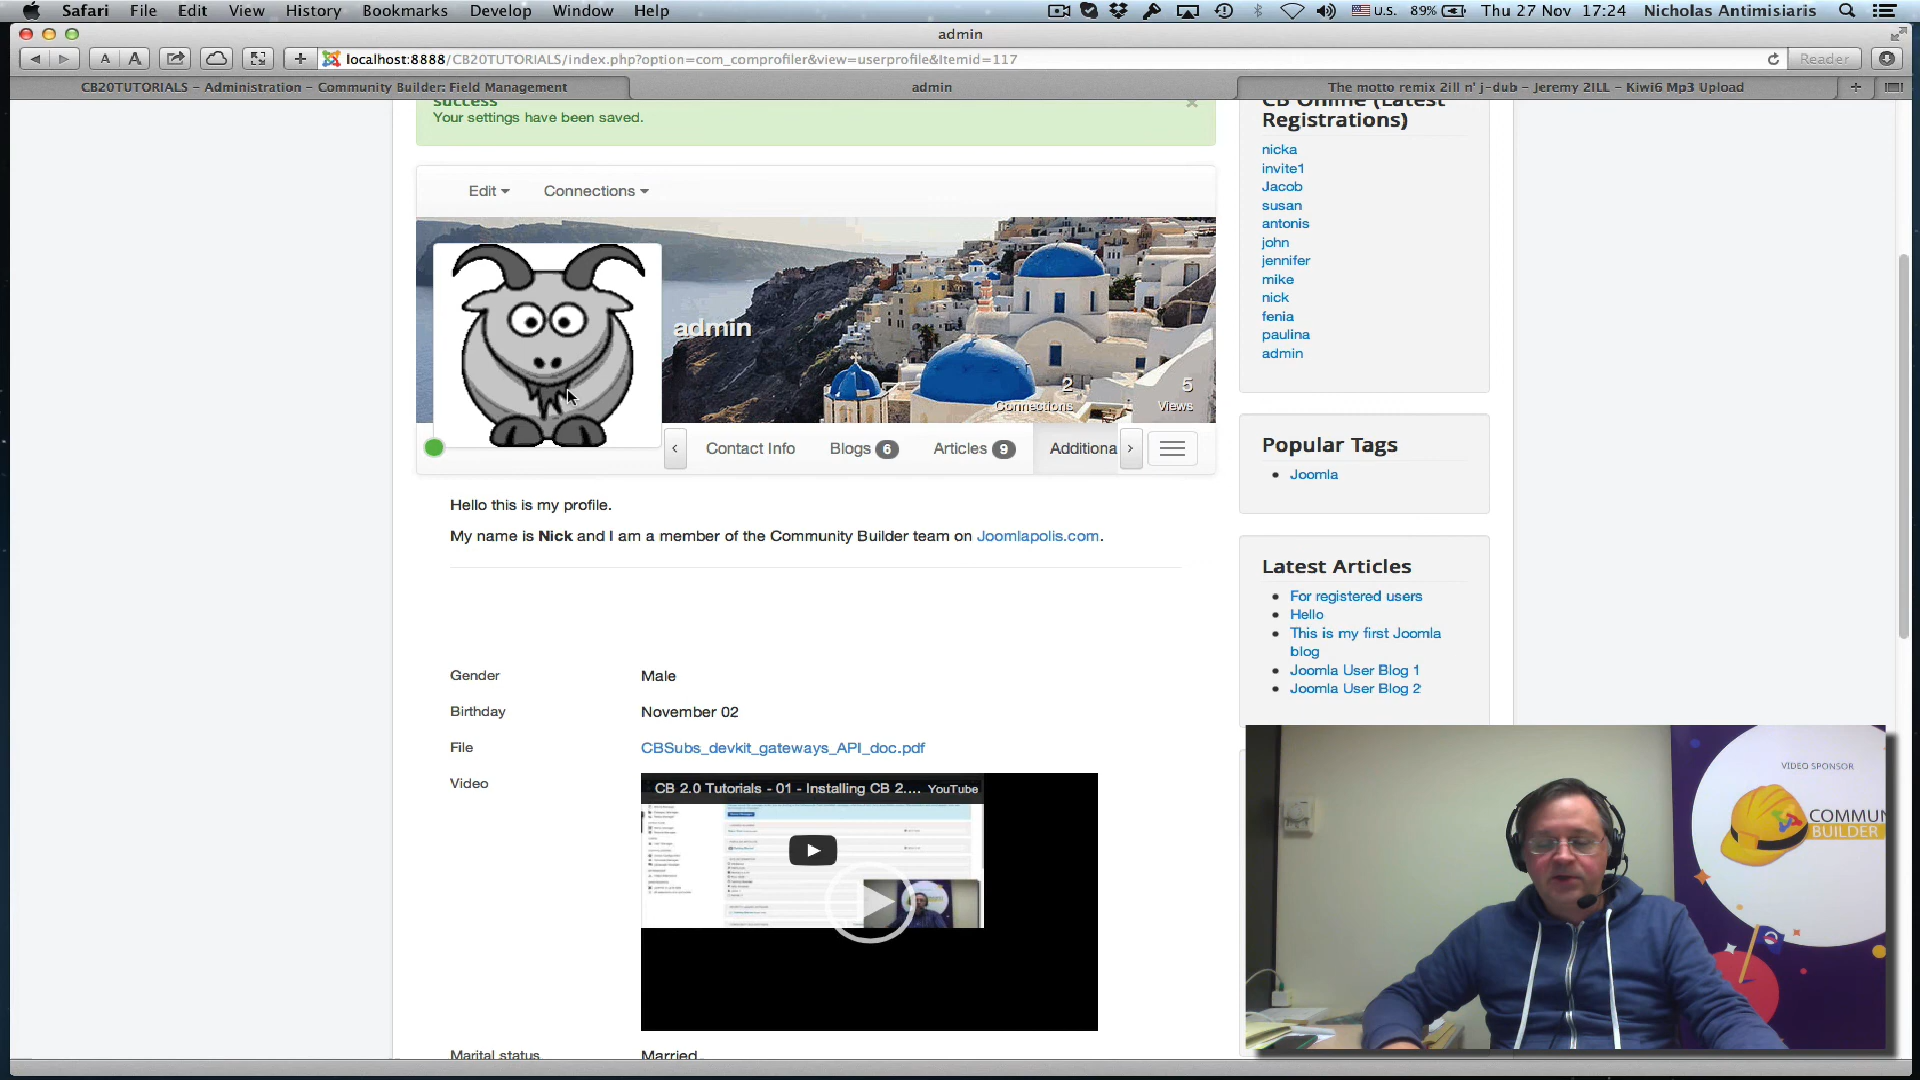 Safari File Edit View History Bookmarks Develop Window Help U.S. 89% Thu 27 Nov 17:24 Nicholas Antimisiaris
admin
A A + localhost:8888/CB20TUTORIALS/index.php?option=com_comprofiler&view=userprofile&Itemid=117 Reader
CB20TUTORIALS – Administration – Community Builder: Field Management admin The motto remix 2ill n' j-dub – Jeremy 2ILL – Kiwi6 Mp3 Upload +
Success
Your settings have been saved.
×
Edit Connections
admin
2
Connections
5
Views
< Contact Info Blogs 6 Articles 9 Additiona >
Hello this is my profile.
My name is Nick and I am a member of the Community Builder team on Joomlapolis.com.
Gender Male
Birthday November 02
File CBSubs_devkit_gateways_API_doc.pdf
Video
CB 2.0 Tutorials - 01 - Installing CB 2.... YouTube
Marital status Married
CB Online (Latest
Registrations)
nicka
invite1
Jacob
susan
antonis
john
jennifer
mike
nick
fenia
paulina
admin
Popular Tags
Joomla
Latest Articles
For registered users
Hello
This is my first Joomla
blog
Joomla User Blog 1
Joomla User Blog 2
VIDEO SPONSOR
COMMUN
BUILDER